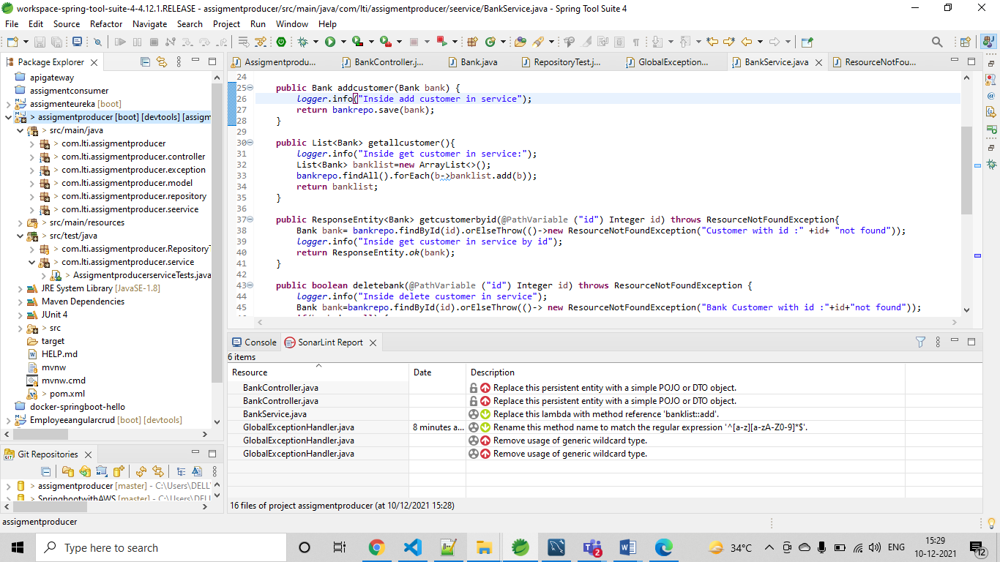 workspace-spring-tool-suite-4-4.12.1.RELEASE - assigmentproducer/src/main/java/com/lti/assigmentproducer/seervice/BankService.java - Spring Tool Suite 4
File Edit Source Refactor Navigate Search Project Run Window Help
Package Explorer
apigateway
assigmentconsumer
assigmenteureka [boot]
> assigmentproducer [boot] [devtools] [assigm
> src/main/java
> com.lti.assigmentproducer
> com.lti.assigmentproducer.controller
> com.lti.assigmentproducer.exception
> com.lti.assigmentproducer.model
> com.lti.assigmentproducer.repository
> com.lti.assigmentproducer.seervice
> src/main/resources
> src/test/java
> com.lti.assigmentproducer.RepositoryT
> com.lti.assigmentproducer.service
> AssigmentproducerserviceTests.java
JRE System Library [JavaSE-1.8]
Maven Dependencies
JUnit 4
> src
target
HELP.md
mvnw
mvnw.cmd
> pom.xml
docker-springboot-hello
Employeeangularcrud [boot] [devtools]
Git Repositories
> assigmentproducer [master] - C:\Users\DELL
> SpringbootwithAWS [master] - C:\Users\DELL
assigmentproducer
Assigmentprodu... BankController.j... Bank.java RepositoryTest.j... GlobalException... BankService.java ResourceNotFou...
24
25 public Bank addcustomer(Bank bank) {
26 logger.info("Inside add customer in service");
27 return bankrepo.save(bank);
28 }
29
30 public List<Bank> getallcustomer(){
31 logger.info("Inside get customer in service:");
32 List<Bank> banklist=new ArrayList<>();
33 bankrepo.findAll().forEach(b->banklist.add(b));
34 return banklist;
35 }
36
37 public ResponseEntity<Bank> getcustomerbyid(@PathVariable ("id") Integer id) throws ResourceNotFoundException{
38 Bank bank= bankrepo.findById(id).orElseThrow(()->new ResourceNotFoundException("Customer with id :" +id+ "not found"));
39 logger.info("Inside get customer in service by id");
40 return ResponseEntity.ok(bank);
41 }
42
43 public boolean deletebank(@PathVariable ("id") Integer id) throws ResourceNotFoundException {
44 logger.info("Inside delete customer in service");
45 Bank bank=bankrepo.findById(id).orElseThrow(()-> new ResourceNotFoundException("Bank Customer with id :"+id+"not found"));
Console SonarLint Report
6 items
Resource Date Description
BankController.java Replace this persistent entity with a simple POJO or DTO object.
BankController.java Replace this persistent entity with a simple POJO or DTO object.
BankService.java Replace this lambda with method reference 'banklist::add'.
GlobalExceptionHandler.java 8 minutes a... Rename this method name to match the regular expression '^[a-z][a-zA-Z0-9]*$'.
GlobalExceptionHandler.java Remove usage of generic wildcard type.
GlobalExceptionHandler.java Remove usage of generic wildcard type.
16 files of project assigmentproducer (at 10/12/2021 15:28)
Type here to search
2
34°C
ENG
15:29
10-12-2021
12